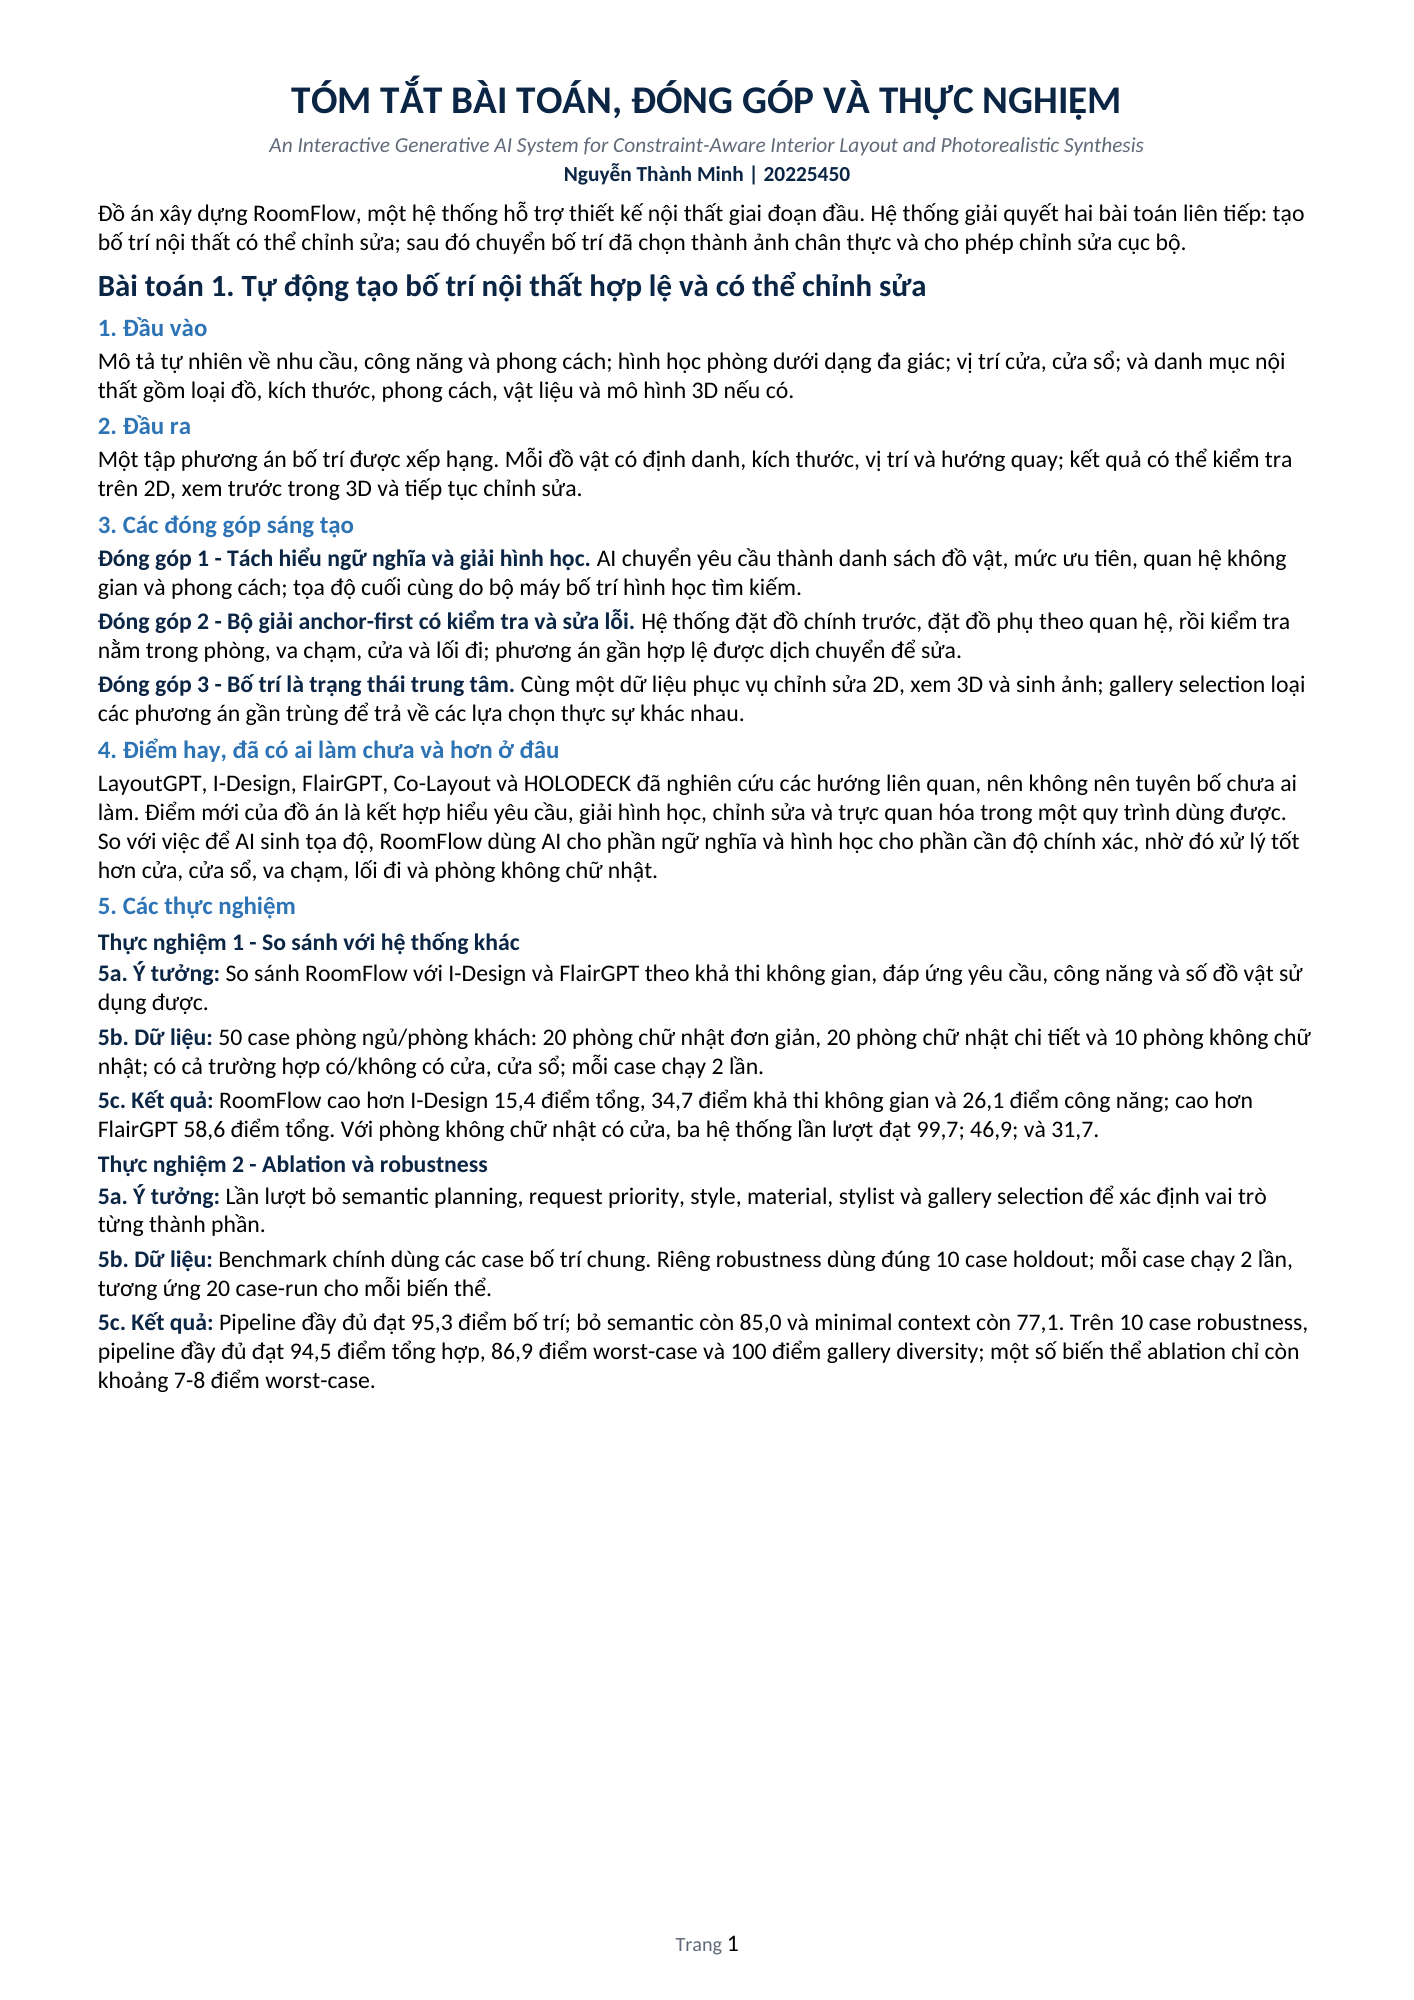 TÓM TẮT BÀI TOÁN, ĐÓNG GÓP VÀ THỰC NGHIỆM
An Interactive Generative AI System for Constraint-Aware Interior Layout and Photorealistic Synthesis
Nguyễn Thành Minh | 20225450
Đồ án xây dựng RoomFlow, một hệ thống hỗ trợ thiết kế nội thất giai đoạn đầu. Hệ thống giải quyết hai bài toán liên tiếp: tạo
bố trí nội thất có thể chỉnh sửa; sau đó chuyển bố trí đã chọn thành ảnh chân thực và cho phép chỉnh sửa cục bộ.
Bài toán 1. Tự động tạo bố trí nội thất hợp lệ và có thể chỉnh sửa
1. Đầu vào
Mô tả tự nhiên về nhu cầu, công năng và phong cách; hình học phòng dưới dạng đa giác; vị trí cửa, cửa sổ; và danh mục nội
thất gồm loại đồ, kích thước, phong cách, vật liệu và mô hình 3D nếu có.
2. Đầu ra
Một tập phương án bố trí được xếp hạng. Mỗi đồ vật có định danh, kích thước, vị trí và hướng quay; kết quả có thể kiểm tra
trên 2D, xem trước trong 3D và tiếp tục chỉnh sửa.
3. Các đóng góp sáng tạo
Đóng góp 1 - Tách hiểu ngữ nghĩa và giải hình học. AI chuyển yêu cầu thành danh sách đồ vật, mức ưu tiên, quan hệ không
gian và phong cách; tọa độ cuối cùng do bộ máy bố trí hình học tìm kiếm.
Đóng góp 2 - Bộ giải anchor-first có kiểm tra và sửa lỗi. Hệ thống đặt đồ chính trước, đặt đồ phụ theo quan hệ, rồi kiểm tra
nằm trong phòng, va chạm, cửa và lối đi; phương án gần hợp lệ được dịch chuyển để sửa.
Đóng góp 3 - Bố trí là trạng thái trung tâm. Cùng một dữ liệu phục vụ chỉnh sửa 2D, xem 3D và sinh ảnh; gallery selection loại
các phương án gần trùng để trả về các lựa chọn thực sự khác nhau.
4. Điểm hay, đã có ai làm chưa và hơn ở đâu
LayoutGPT, I-Design, FlairGPT, Co-Layout và HOLODECK đã nghiên cứu các hướng liên quan, nên không nên tuyên bố chưa ai
làm. Điểm mới của đồ án là kết hợp hiểu yêu cầu, giải hình học, chỉnh sửa và trực quan hóa trong một quy trình dùng được.
So với việc để AI sinh tọa độ, RoomFlow dùng AI cho phần ngữ nghĩa và hình học cho phần cần độ chính xác, nhờ đó xử lý tốt
hơn cửa, cửa sổ, va chạm, lối đi và phòng không chữ nhật.
5. Các thực nghiệm
Thực nghiệm 1 - So sánh với hệ thống khác
5a. Ý tưởng: So sánh RoomFlow với I-Design và FlairGPT theo khả thi không gian, đáp ứng yêu cầu, công năng và số đồ vật sử
dụng được.
5b. Dữ liệu: 50 case phòng ngủ/phòng khách: 20 phòng chữ nhật đơn giản, 20 phòng chữ nhật chi tiết và 10 phòng không chữ
nhật; có cả trường hợp có/không có cửa, cửa sổ; mỗi case chạy 2 lần.
5c. Kết quả: RoomFlow cao hơn I-Design 15,4 điểm tổng, 34,7 điểm khả thi không gian và 26,1 điểm công năng; cao hơn
FlairGPT 58,6 điểm tổng. Với phòng không chữ nhật có cửa, ba hệ thống lần lượt đạt 99,7; 46,9; và 31,7.
Thực nghiệm 2 - Ablation và robustness
5a. Ý tưởng: Lần lượt bỏ semantic planning, request priority, style, material, stylist và gallery selection để xác định vai trò
từng thành phần.
5b. Dữ liệu: Benchmark chính dùng các case bố trí chung. Riêng robustness dùng đúng 10 case holdout; mỗi case chạy 2 lần,
tương ứng 20 case-run cho mỗi biến thể.
5c. Kết quả: Pipeline đầy đủ đạt 95,3 điểm bố trí; bỏ semantic còn 85,0 và minimal context còn 77,1. Trên 10 case robustness,
pipeline đầy đủ đạt 94,5 điểm tổng hợp, 86,9 điểm worst-case và 100 điểm gallery diversity; một số biến thể ablation chỉ còn
khoảng 7-8 điểm worst-case.
Trang 1